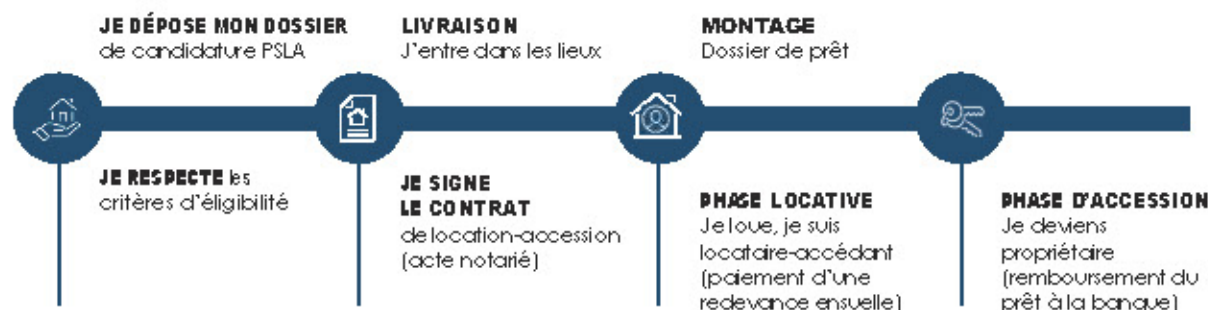 JE DÉPOSE MON DOSSIER
de candidature PSLA
LIVRAISON
J'entre dans les lieux
MONTAGE
Dossier de prêt
JE RESPECTE les
critères d'éligibilité
JE SIGNE
LE CONTRAT
de location-accession
(acte notarié)
PHASE LOCATIVE
Je loue, je suis
locataire-accédant
(paiement d'une
redevance ensuelle)
PHASE D'ACCESSION
Je deviens
propriétaire
(remboursement du
prêt à la banque)